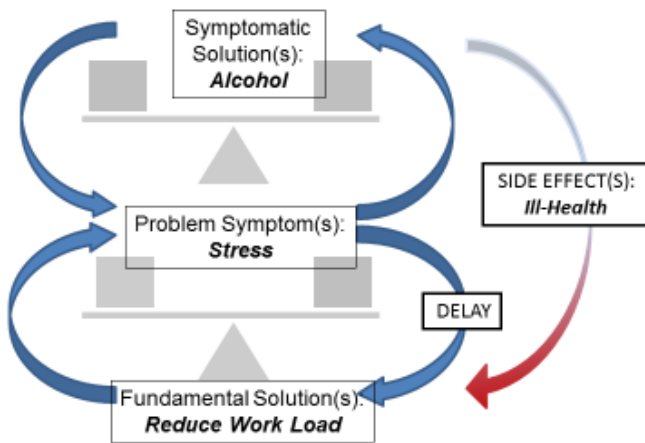 Symptomatic
Solution(s):
Alcohol
SIDE EFFECT(S):
Ill-Health
Problem Symptom(s):
Stress
DELAY
Fundamental Solution(s):
Reduce Work Load